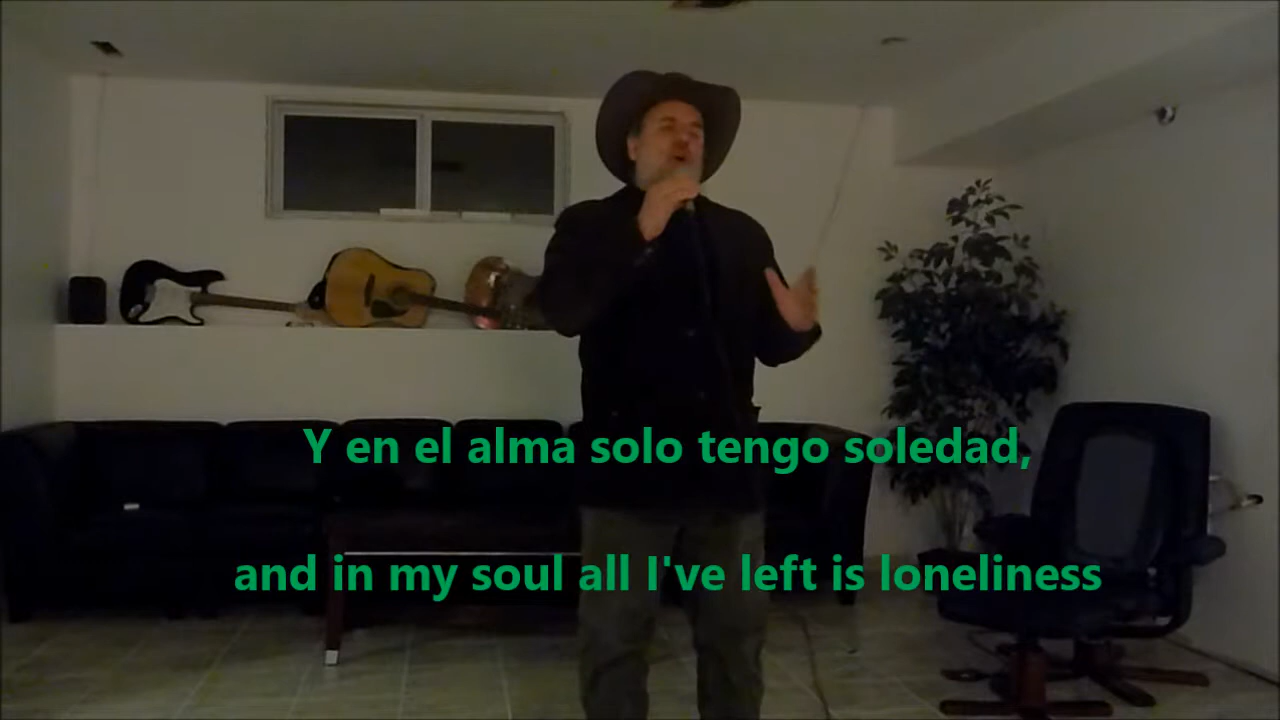 Y en el alma solo tengo soledad,
and in my soul all I've left is loneliness